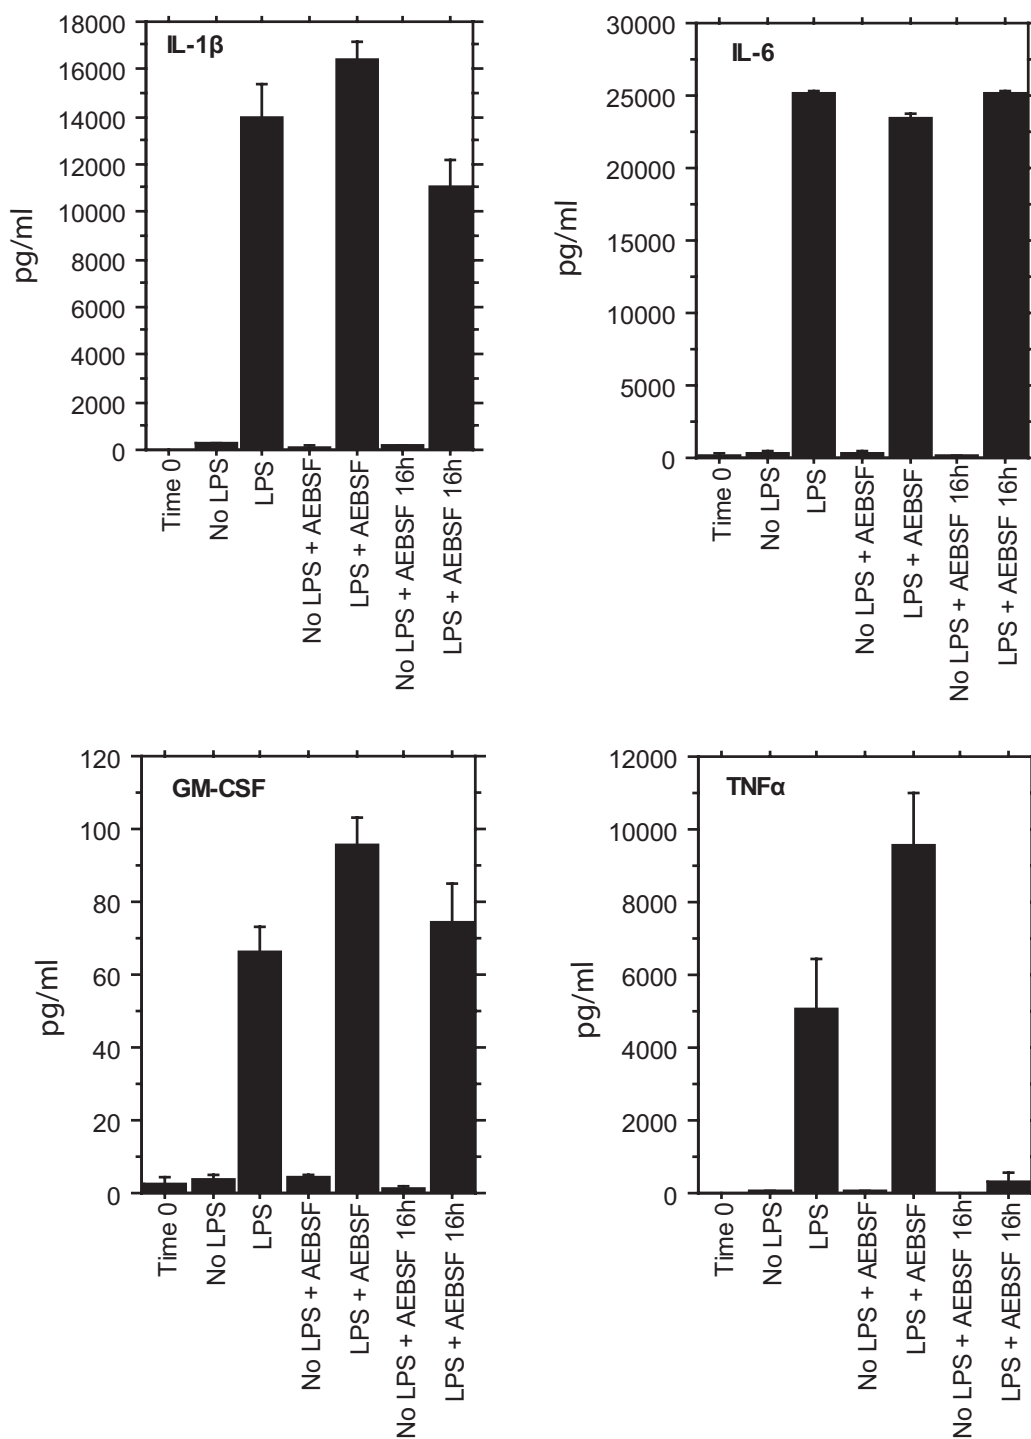 IL-1β
pg/ml
18000
16000
14000
12000
10000
8000
6000
4000
2000
0
Time 0
No LPS
LPS
No LPS + AEBSF
LPS + AEBSF
No LPS + AEBSF 16h
LPS + AEBSF 16h
IL-6
pg/ml
30000
25000
20000
15000
10000
5000
0
Time 0
No LPS
LPS
No LPS + AEBSF
LPS + AEBSF
No LPS + AEBSF 16h
LPS + AEBSF 16h
GM-CSF
pg/ml
120
100
80
60
40
20
0
Time 0
No LPS
LPS
No LPS + AEBSF
LPS + AEBSF
No LPS + AEBSF 16h
LPS + AEBSF 16h
TNFα
pg/ml
12000
10000
8000
6000
4000
2000
0
Time 0
No LPS
LPS
No LPS + AEBSF
LPS + AEBSF
No LPS + AEBSF 16h
LPS + AEBSF 16h